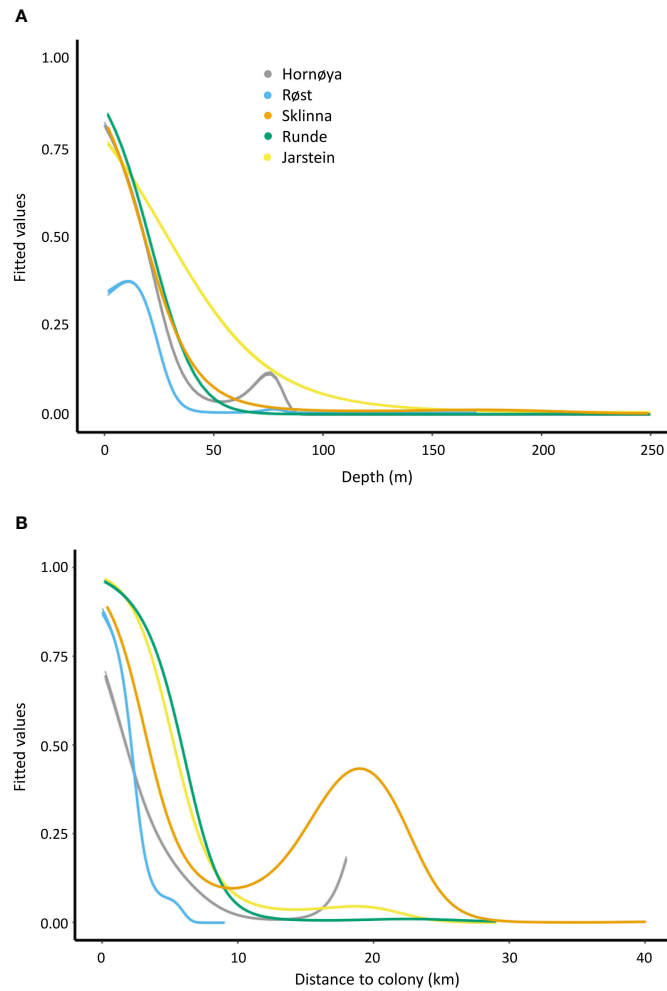 A
1.00
0.75
0.50
0.25
0.00
Fitted values
Hornøya
Røst
Sklinna
Runde
Jarstein
0 50 100 150 200 250
Depth (m)
B
1.00
0.75
0.50
0.25
0.00
Fitted values
0 10 20 30 40
Distance to colony (km)